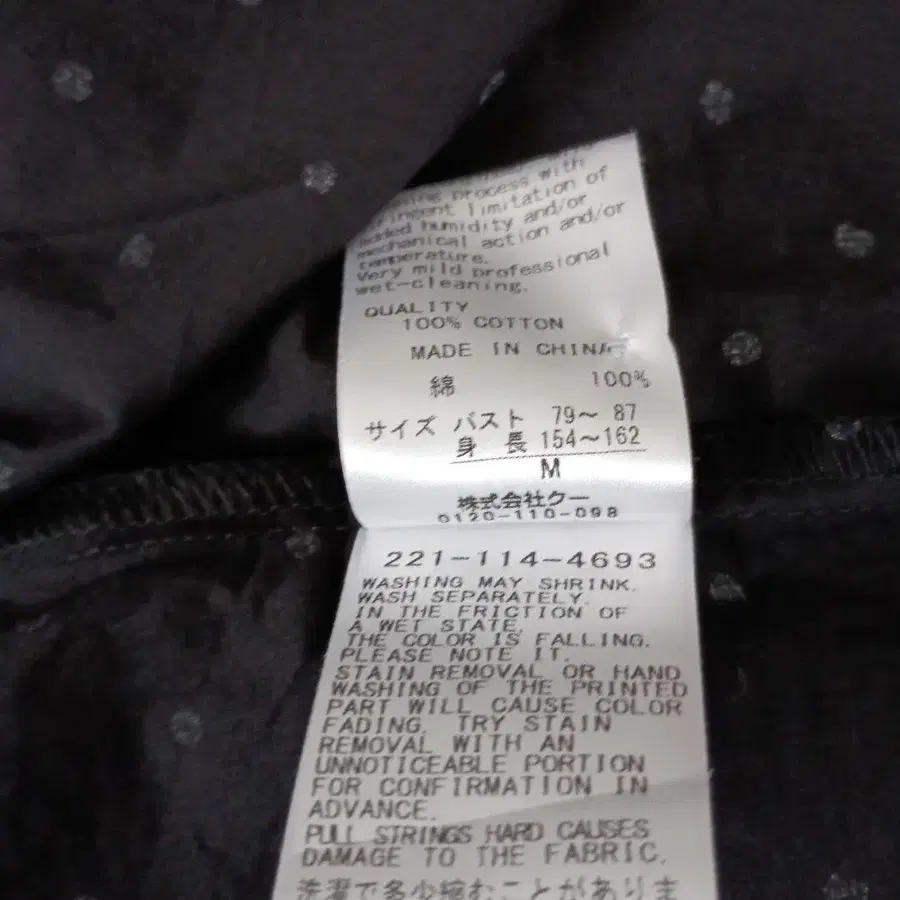 process with
limitation of
added humidity and/or
mechanical action and/or
temperature.
Very mild professional
wet-cleaning.
QUALITY
100% COTTON
MADE IN CHINA
綿 100%
サイズ バスト 79～ 87
身 長 154～162
M
株式会社クー
0120-110-098
221-114-4693
WASHING MAY SHRINK.
WASH SEPARATELY.
IN THE FRICTION OF
A WET STATE,
THE COLOR IS FALLING.
PLEASE NOTE IT.
STAIN REMOVAL OR HAND
WASHING OF THE PRINTED
PART WILL CAUSE COLOR
FADING. TRY STAIN
REMOVAL WITH AN
UNNOTICEABLE PORTION
FOR CONFIRMATION IN
ADVANCE.
PULL STRINGS HARD CAUSES
DAMAGE TO THE FABRIC.
洗濯で多少縮むことがありま